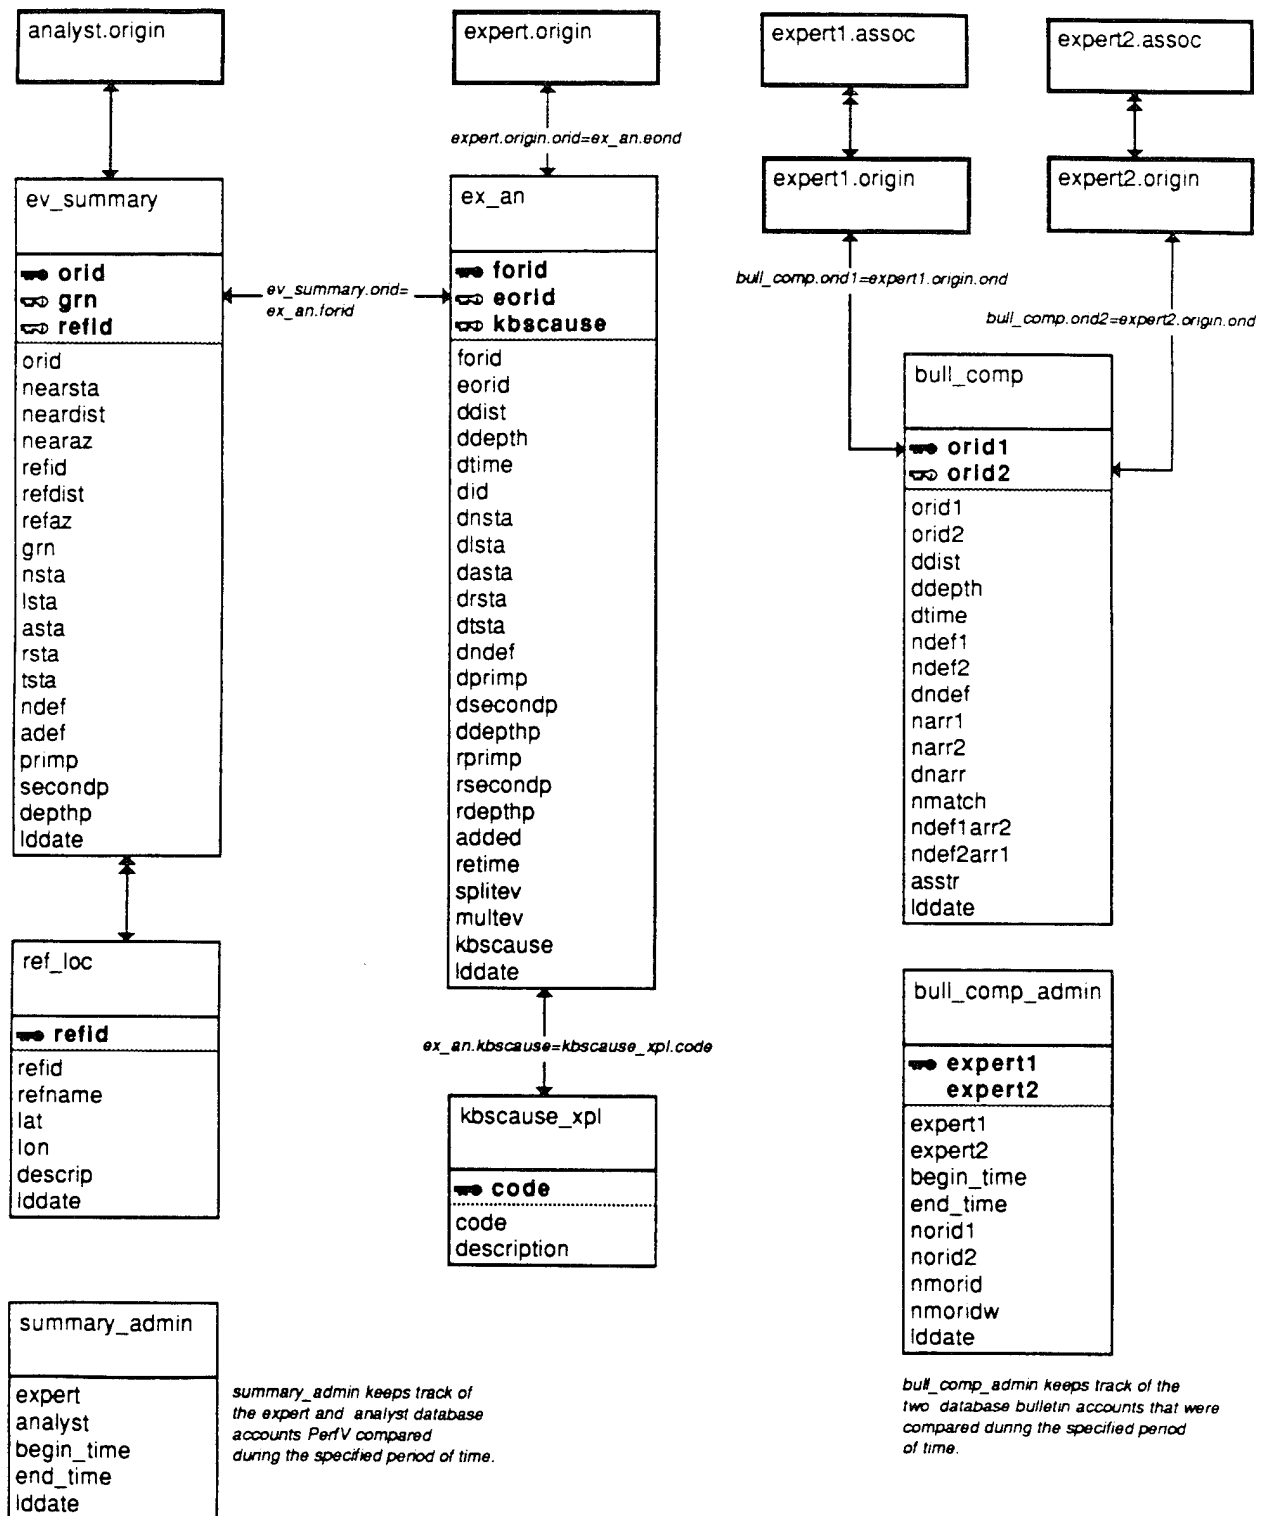 analyst.origin
expert.origin
expert1.assoc
expert2.assoc
expert.origin.orid=ex_an.eond
ev_summary
orid
grn
refid
orid
nearsta
neardist
nearaz
refid
refdist
refaz
grn
nsta
lsta
asta
rsta
tsta
ndef
adef
primp
secondp
depthp
lddate
ev_summary.orid=
ex_an.forid
ex_an
forid
eorid
kbscause
forid
eorid
ddist
ddepth
dtime
did
dnsta
dlsta
dasta
drsta
dtsta
dndef
dprimp
dsecondp
ddepthp
rprimp
rsecondp
rdepthp
added
retime
splitev
multev
kbscause
lddate
expert1.origin
expert2.origin
bull_comp.orid1=expert1.origin.ond
bull_comp.ond2=expert2.origin.ond
bull_comp
orid1
orid2
orid1
orid2
ddist
ddepth
dtime
ndef1
ndef2
dndef
narr1
narr2
dnarr
nmatch
ndef1arr2
ndef2arr1
asstr
lddate
ref_loc
refid
refid
refname
lat
lon
descrip
lddate
ex_an.kbscause=kbscause_xpl.code
kbscause_xpl
code
code
description
bull_comp_admin
expert1
expert2
expert1
expert2
begin_time
end_time
norid1
norid2
nmorid
nmoridw
lddate
summary_admin
expert
analyst
begin_time
end_time
lddate
summary_admin keeps track of
the expert and analyst database
accounts PerfV compared
during the specified period of time.
bull_comp_admin keeps track of the
two database bulletin accounts that were
compared during the specified period
of time.